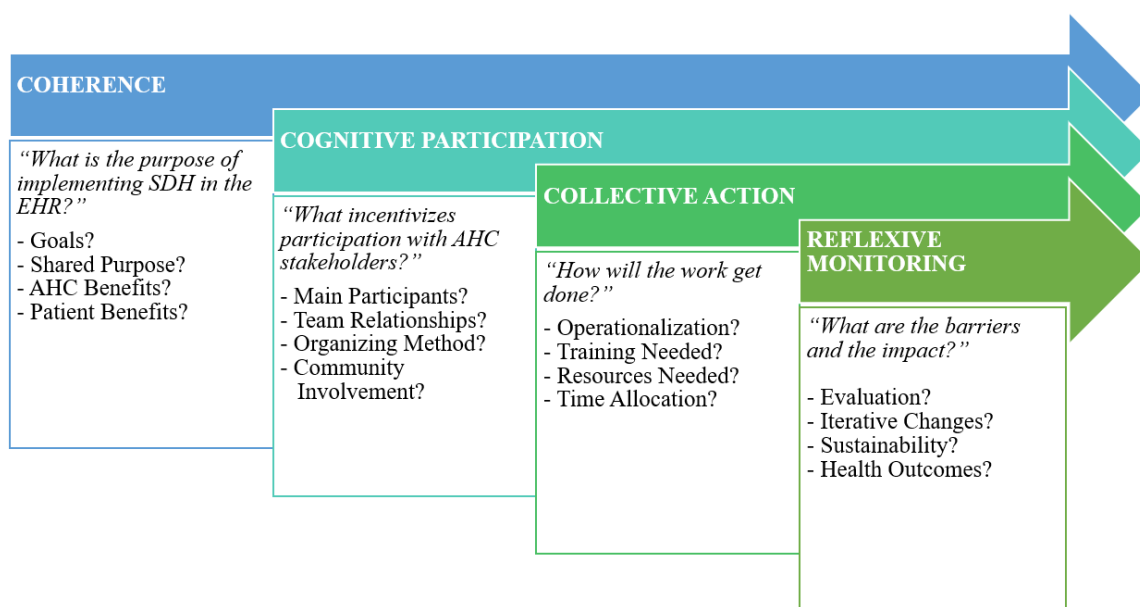 COHERENCE
“What is the purpose of
implementing SDH in the
EHR?”
- Goals?
- Shared Purpose?
- AHC Benefits?
- Patient Benefits?
COGNITIVE PARTICIPATION
“What incentivizes
participation with AHC
stakeholders?”
- Main Participants?
- Team Relationships?
- Organizing Method?
- Community
Involvement?
COLLECTIVE ACTION
“How will the work get
done?”
- Operationalization?
- Training Needed?
- Resources Needed?
- Time Allocation?
REFLEXIVE
MONITORING
“What are the barriers
and the impact?”
- Evaluation?
- Iterative Changes?
- Sustainability?
- Health Outcomes?